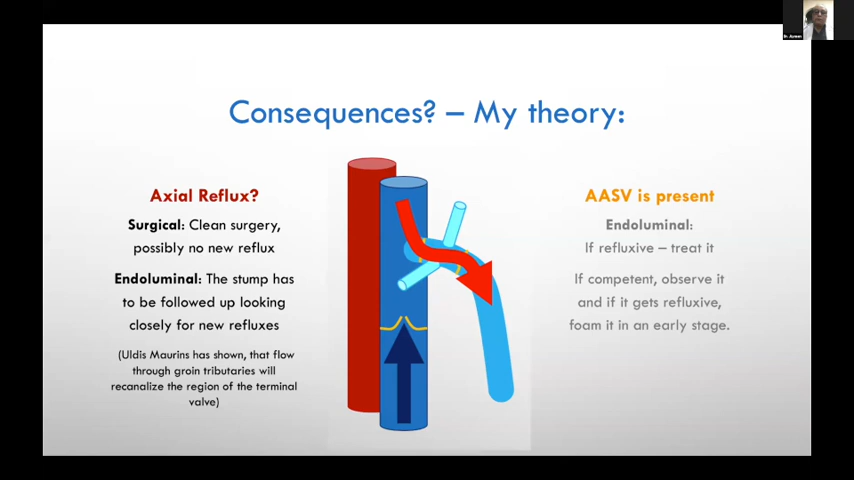 Consequences? – My theory:
Axial Reflux?
Surgical: Clean surgery,
possibly no new reflux
Endoluminal: The stump has
to be followed up looking
closely for new refluxes
(Uldis Maurins has shown, that flow
through groin tributaries will
recanalize the region of the terminal
valve)
AASV is present
Endoluminal:
If refluxive – treat it
If competent, observe it
and if it gets refluxive,
foam it in an early stage.